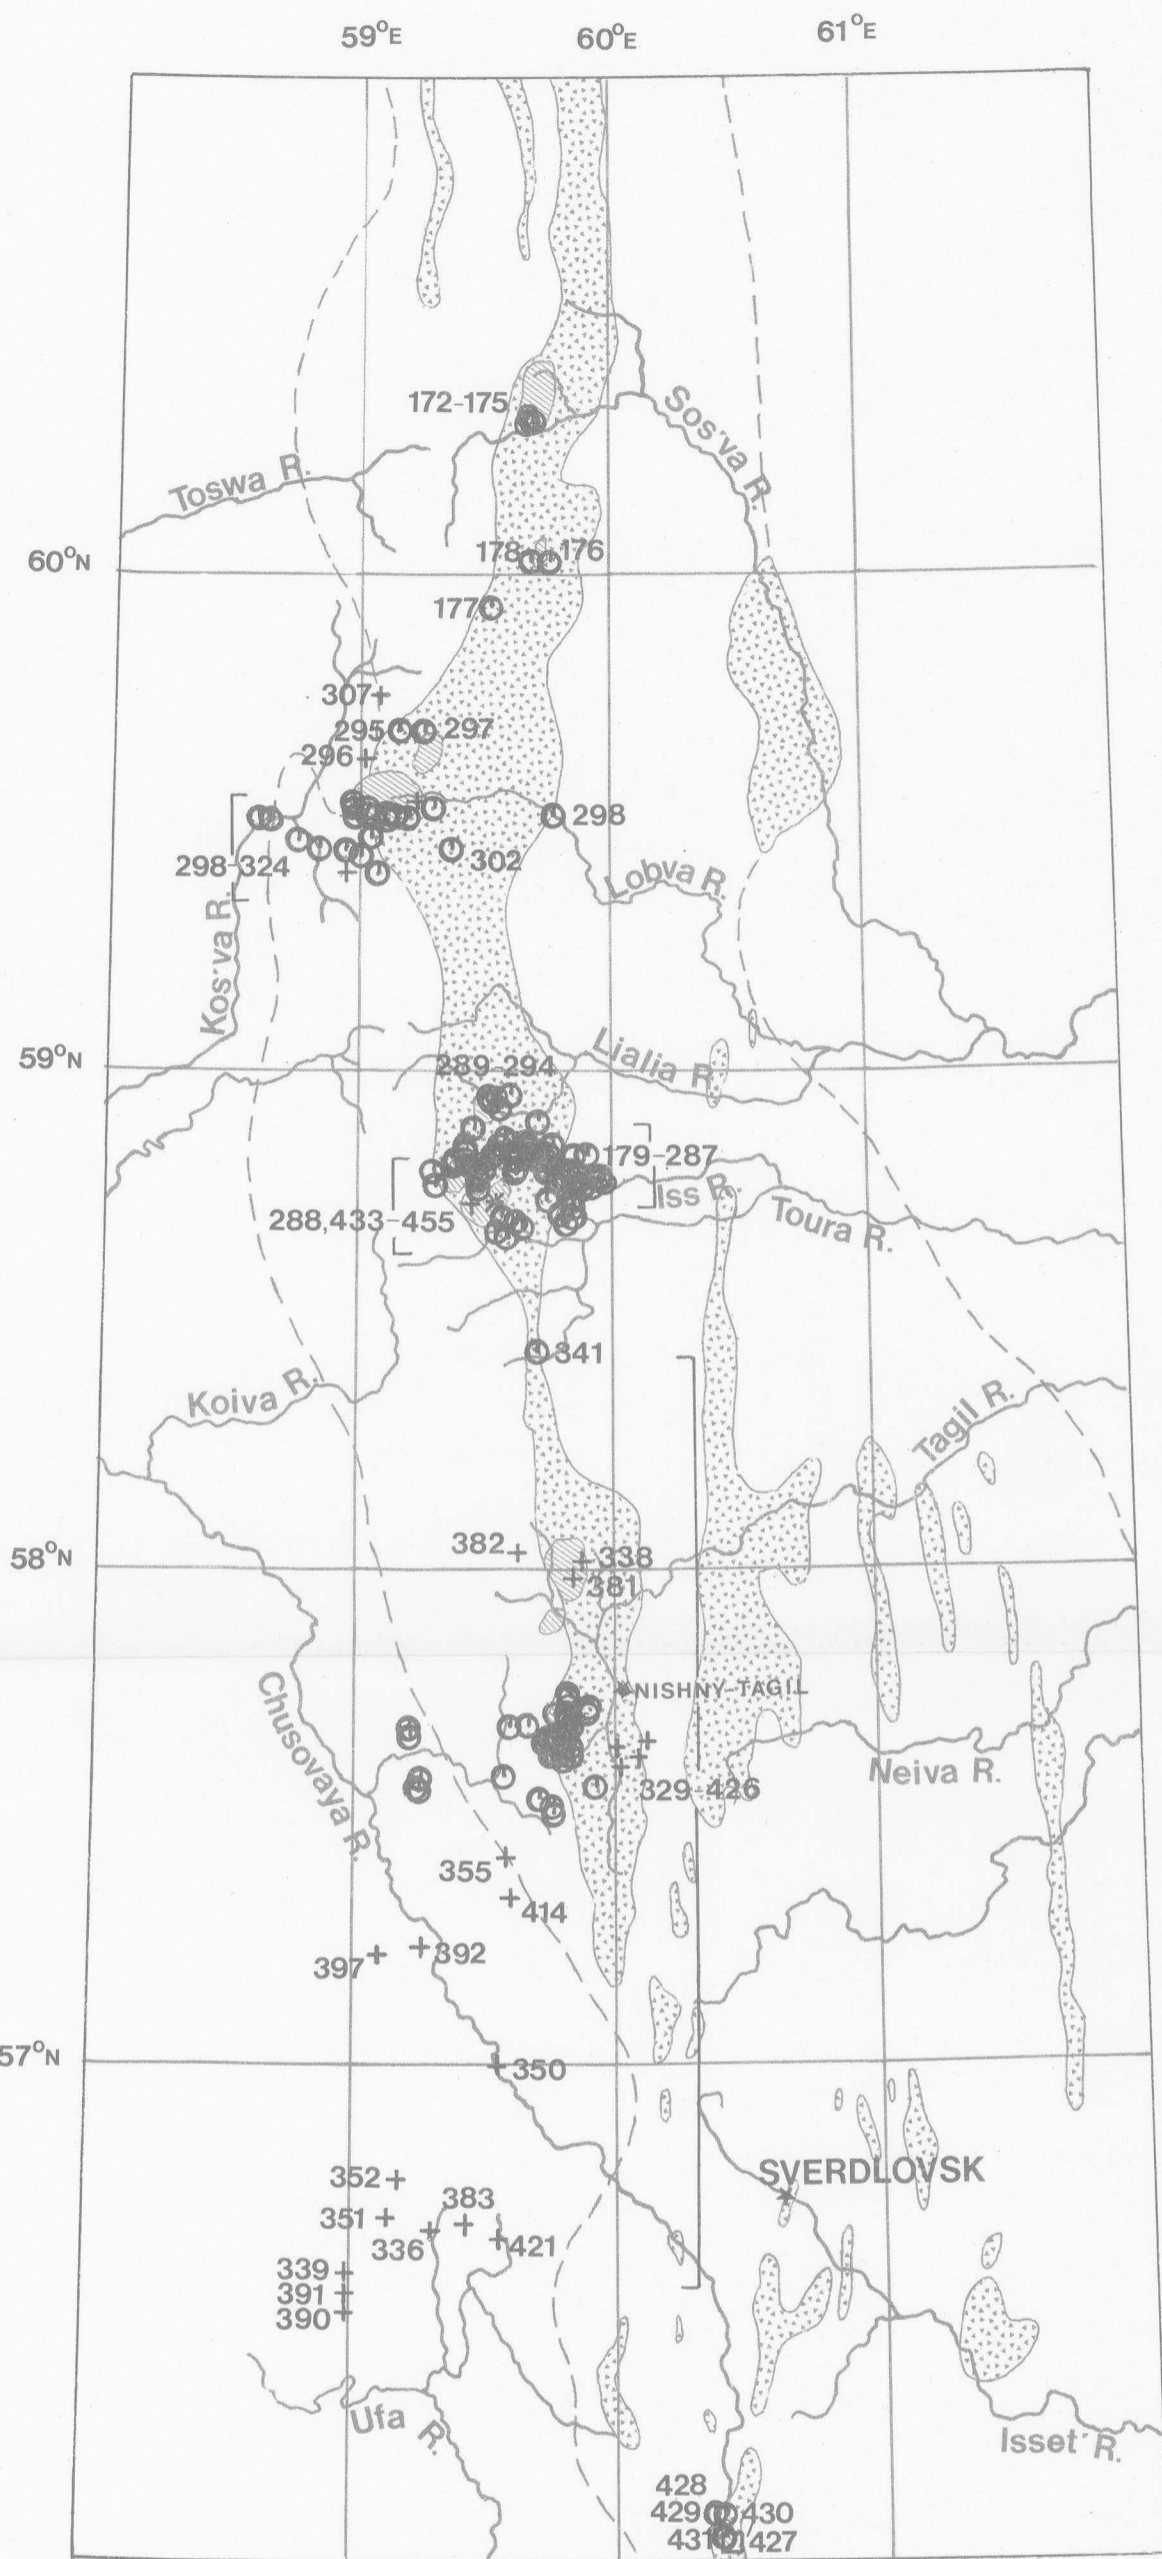 59°E
60°E
61°E
172-175
Sos'va R.
Toswa R.
60°N
178
176
177
307
295
297
296
298
298-324
302
Lobva R.
Kos'va R.
59°N
Lialia R.
289-294
179-287
Iss R.
288,433-455
Toura R.
341
Koiva R.
Tagil R.
382
58°N
338
381
NISHNY-TAGIL
Chusovaya R.
Neiva R.
329-426
355
414
397
392
57°N
350
SVERDLOVSK
352
383
351
336
421
339
391
390
Ufa R.
Isset' R.
428
429
430
431
427